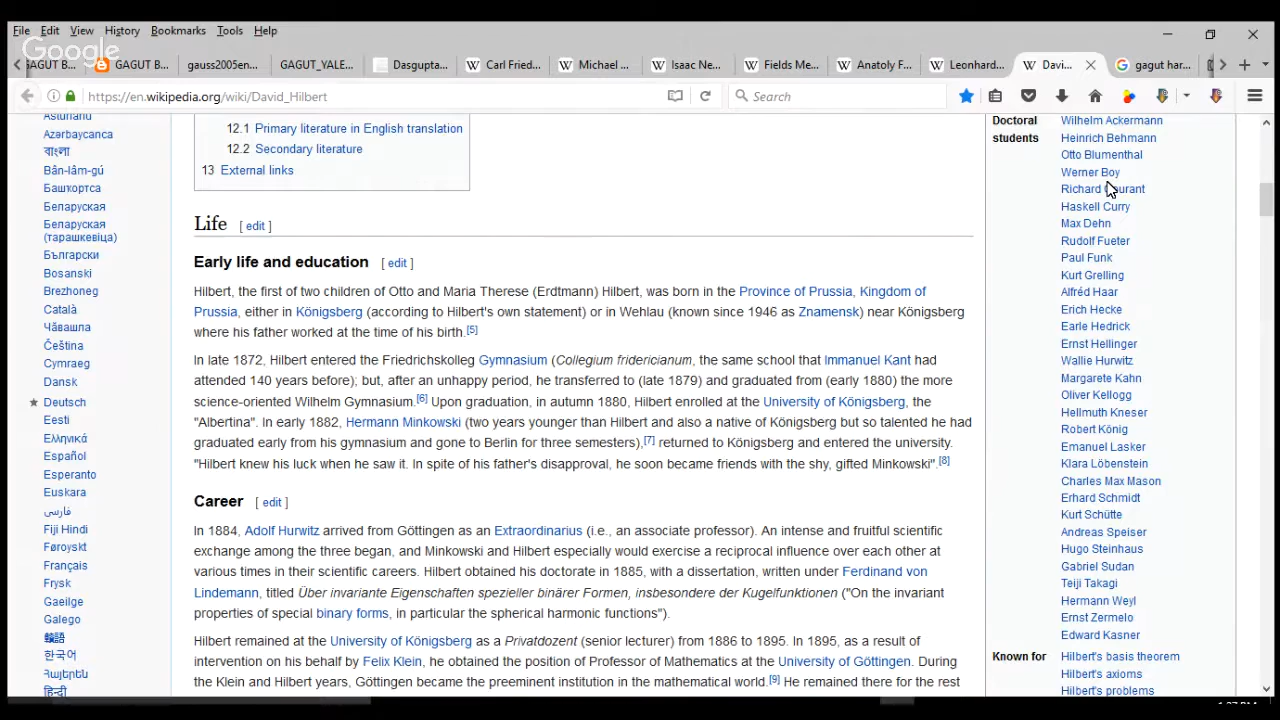 File Edit View History Bookmarks Tools Help
Google
GAGUT B... GAGUT B... gauss2005en... GAGUT_YALE... Dasgupta... Carl Fried... Michael ... Isaac Ne... Fields Me... Anatoly F... Leonhard... Davi... gagut har...
https://en.wikipedia.org/wiki/David_Hilbert
Search
Asturianu
Azərbaycanca
বাংলা
Bân-lâm-gú
Башҡортса
Беларуская
Беларуская
(тарашкевіца)
Български
Bosanski
Brezhoneg
Català
Чӑвашла
Čeština
Cymraeg
Dansk
Deutsch
Eesti
Ελληνικά
Español
Esperanto
Euskara
فارسی
Fiji Hindi
Føroyskt
Français
Frysk
Gaeilge
Galego
한국어
Հայերեն
हिन्दी
12.1 Primary literature in English translation
12.2 Secondary literature
13 External links
Life [ edit ]
Early life and education [ edit ]
Hilbert, the first of two children of Otto and Maria Therese (Erdtmann) Hilbert, was born in the Province of Prussia, Kingdom of
Prussia, either in Königsberg (according to Hilbert's own statement) or in Wehlau (known since 1946 as Znamensk) near Königsberg
where his father worked at the time of his birth.[5]
In late 1872, Hilbert entered the Friedrichskolleg Gymnasium (Collegium fridericianum, the same school that Immanuel Kant had
attended 140 years before); but, after an unhappy period, he transferred to (late 1879) and graduated from (early 1880) the more
science-oriented Wilhelm Gymnasium.[6] Upon graduation, in autumn 1880, Hilbert enrolled at the University of Königsberg, the
"Albertina". In early 1882, Hermann Minkowski (two years younger than Hilbert and also a native of Königsberg but so talented he had
graduated early from his gymnasium and gone to Berlin for three semesters),[7] returned to Königsberg and entered the university.
"Hilbert knew his luck when he saw it. In spite of his father's disapproval, he soon became friends with the shy, gifted Minkowski".[8]
Career [ edit ]
In 1884, Adolf Hurwitz arrived from Göttingen as an Extraordinarius (i.e., an associate professor). An intense and fruitful scientific
exchange among the three began, and Minkowski and Hilbert especially would exercise a reciprocal influence over each other at
various times in their scientific careers. Hilbert obtained his doctorate in 1885, with a dissertation, written under Ferdinand von
Lindemann, titled Über invariante Eigenschaften spezieller binärer Formen, insbesondere der Kugelfunktionen ("On the invariant
properties of special binary forms, in particular the spherical harmonic functions").
Hilbert remained at the University of Königsberg as a Privatdozent (senior lecturer) from 1886 to 1895. In 1895, as a result of
intervention on his behalf by Felix Klein, he obtained the position of Professor of Mathematics at the University of Göttingen. During
the Klein and Hilbert years, Göttingen became the preeminent institution in the mathematical world.[9] He remained there for the rest
Doctoral
students
Wilhelm Ackermann
Heinrich Behmann
Otto Blumenthal
Werner Boy
Richard Courant
Haskell Curry
Max Dehn
Rudolf Fueter
Paul Funk
Kurt Grelling
Alfréd Haar
Erich Hecke
Earle Hedrick
Ernst Hellinger
Wallie Hurwitz
Margarete Kahn
Oliver Kellogg
Hellmuth Kneser
Robert König
Emanuel Lasker
Klara Löbenstein
Charles Max Mason
Erhard Schmidt
Kurt Schütte
Andreas Speiser
Hugo Steinhaus
Gabriel Sudan
Teiji Takagi
Hermann Weyl
Ernst Zermelo
Edward Kasner
Known for
Hilbert's basis theorem
Hilbert's axioms
Hilbert's problems